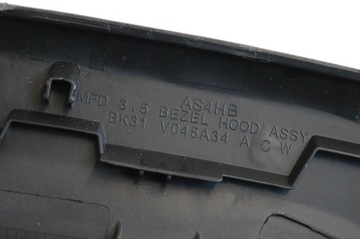 AS4HB
MFD 3.5 BEZEL HOOD ASSY
BK31 V045A34 A C W